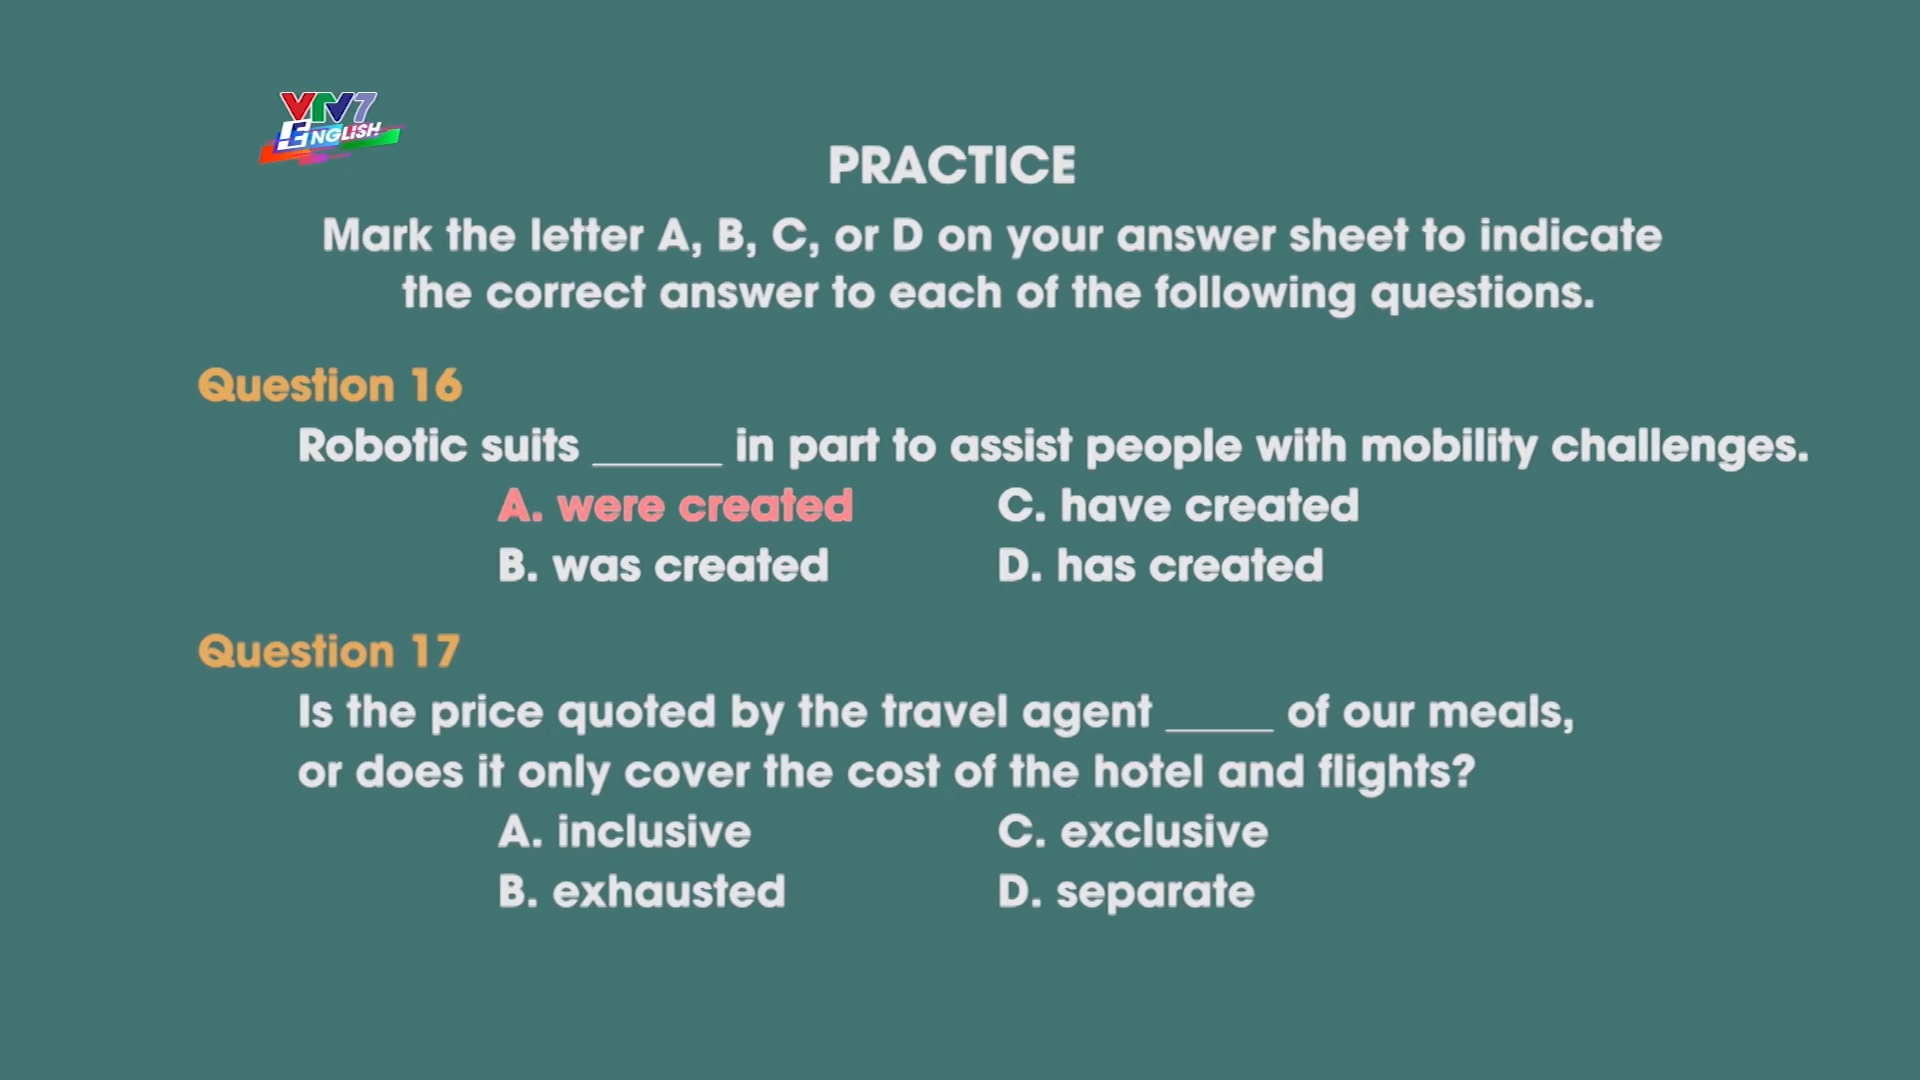 VTV7
ENGLISH
PRACTICE
Mark the letter A, B, C, or D on your answer sheet to indicate
the correct answer to each of the following questions.
Question 16
Robotic suits ______ in part to assist people with mobility challenges.
A. were created C. have created
B. was created D. has created
Question 17
Is the price quoted by the travel agent _____ of our meals,
or does it only cover the cost of the hotel and flights?
A. inclusive C. exclusive
B. exhausted D. separate